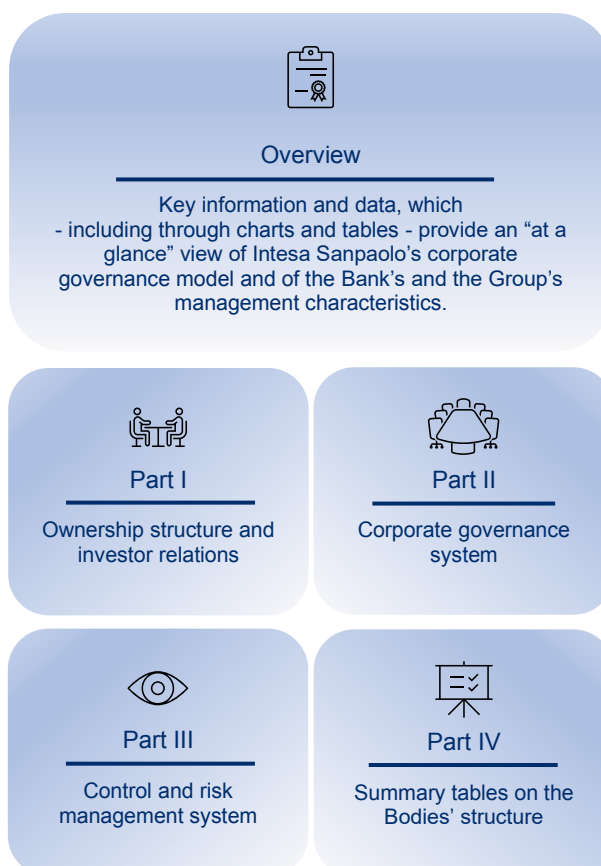 Overview
Key information and data, which
- including through charts and tables - provide an “at a
glance” view of Intesa Sanpaolo’s corporate
governance model and of the Bank’s and the Group’s
management characteristics.
Part I
Ownership structure and
investor relations
Part II
Corporate governance
system
Part III
Control and risk
management system
Part IV
Summary tables on the
Bodies’ structure